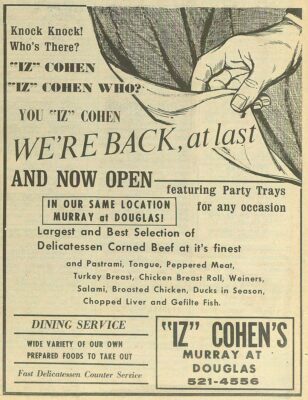 Knock Knock!
Who's There?
"IZ" COHEN
"IZ" COHEN WHO?
YOU "IZ" COHEN
WE'RE BACK, at last
AND NOW OPEN
featuring Party Trays
for any occasion
IN OUR SAME LOCATION
MURRAY at DOUGLAS!
Largest and Best Selection of
Delicatessen Corned Beef at it's finest
and Pastrami, Tongue, Peppered Meat,
Turkey Breast, Chicken Breast Roll, Weiners,
Salami, Broasted Chicken, Ducks in Season,
Chopped Liver and Gefilte Fish.
DINING SERVICE
WIDE VARIETY OF OUR OWN
PREPARED FOODS TO TAKE OUT
Fast Delicatessen Counter Service
"IZ" COHEN'S
MURRAY AT
DOUGLAS
521-4556